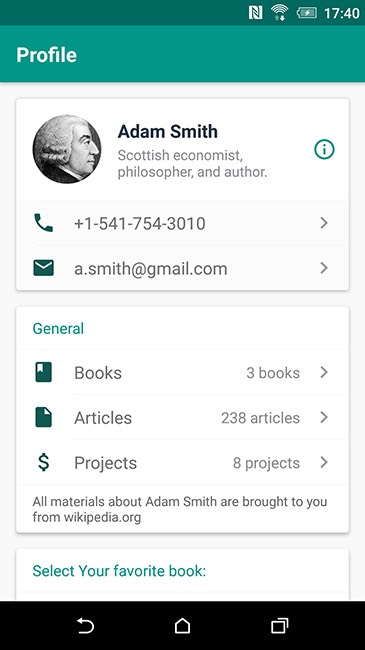 17:40
Profile
Adam Smith
Scottish economist,
philosopher, and author.
+1-541-754-3010
a.smith@gmail.com
General
Books 3 books
Articles 238 articles
Projects 8 projects
All materials about Adam Smith are brought to you
from wikipedia.org
Select Your favorite book: